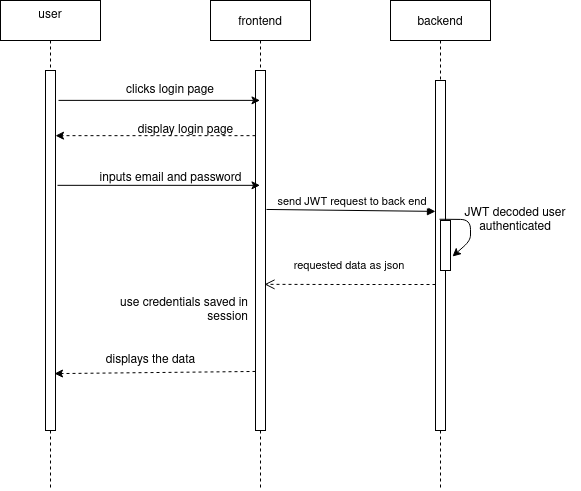 user
frontend
backend
clicks login page
display login page
inputs email and password
send JWT request to back end
JWT decoded user
authenticated
requested data as json
use credentials saved in
session
displays the data